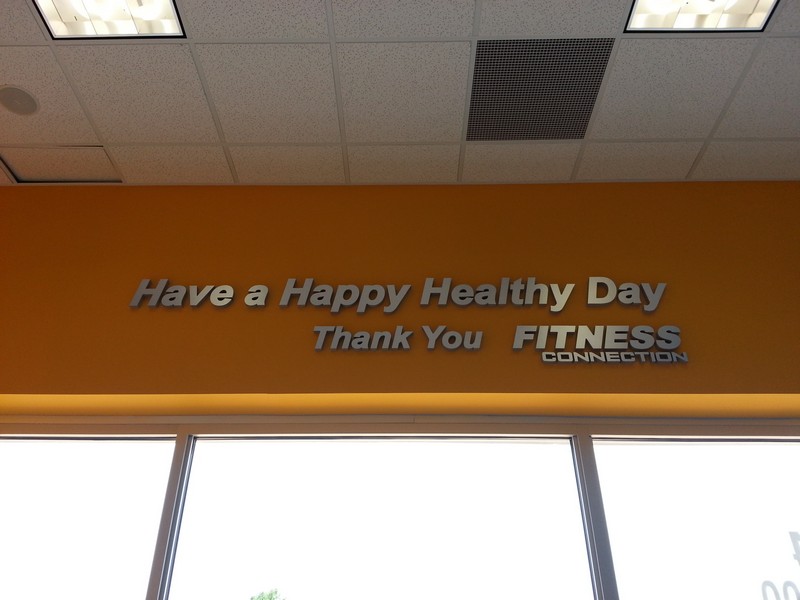 Have a Happy Healthy Day
Thank You FITNESS
CONNECTION